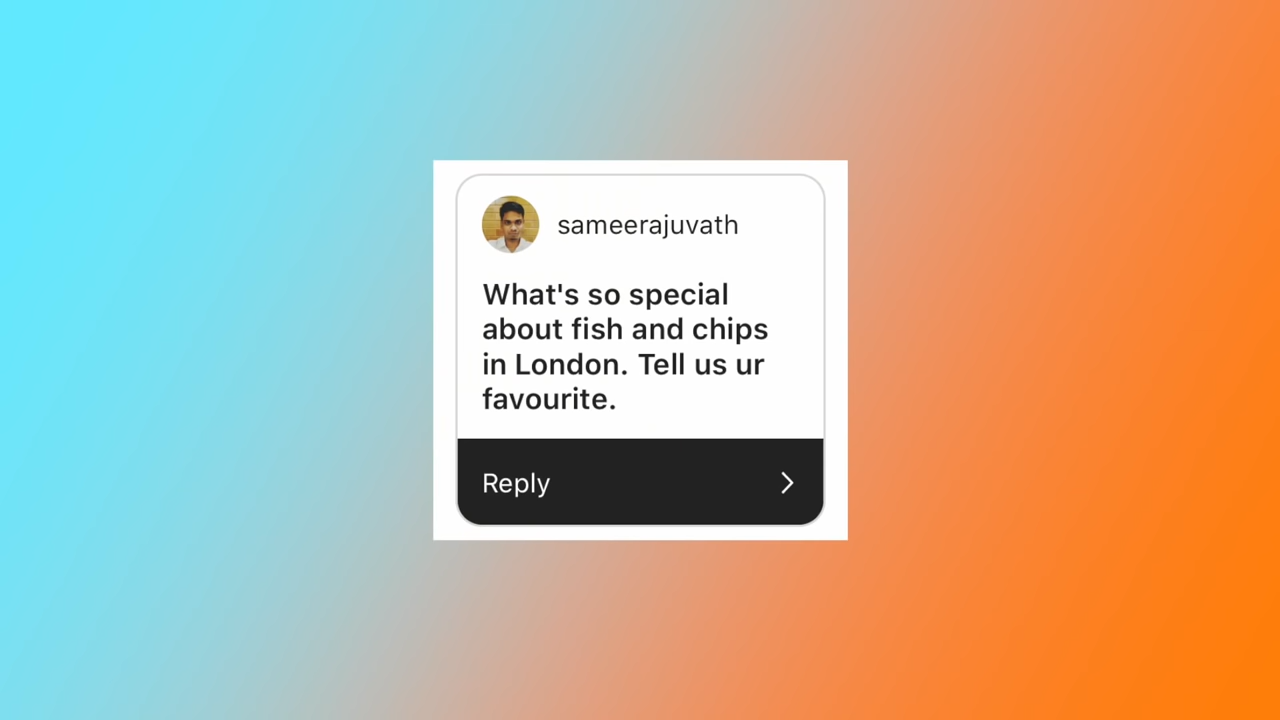 sameerajuvath
What's so special
about fish and chips
in London. Tell us ur
favourite.
Reply